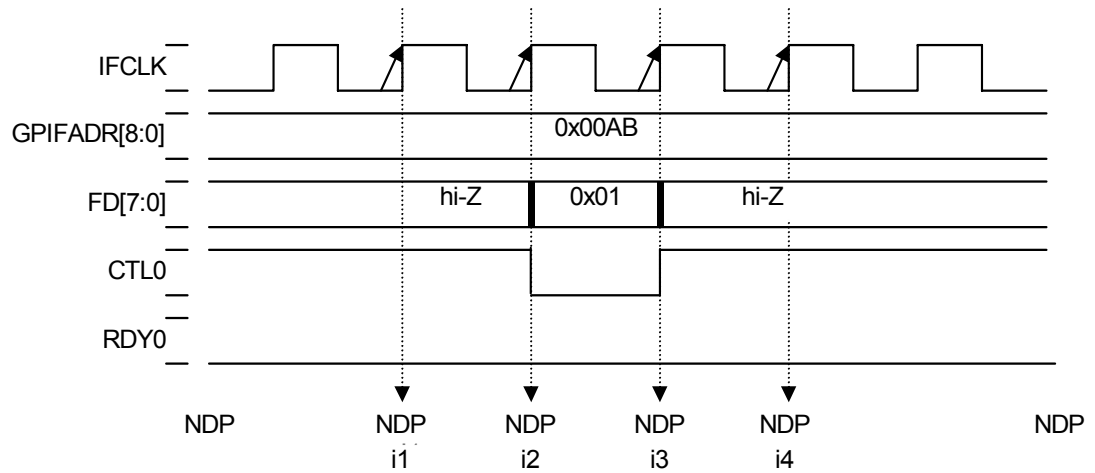 IFCLK
GPIFADR[8:0]
0x00AB
FD[7:0]
hi-Z 0x01 hi-Z
CTL0
RDY0
NDP NDP NDP NDP NDP NDP
i1 i2 i3 i4